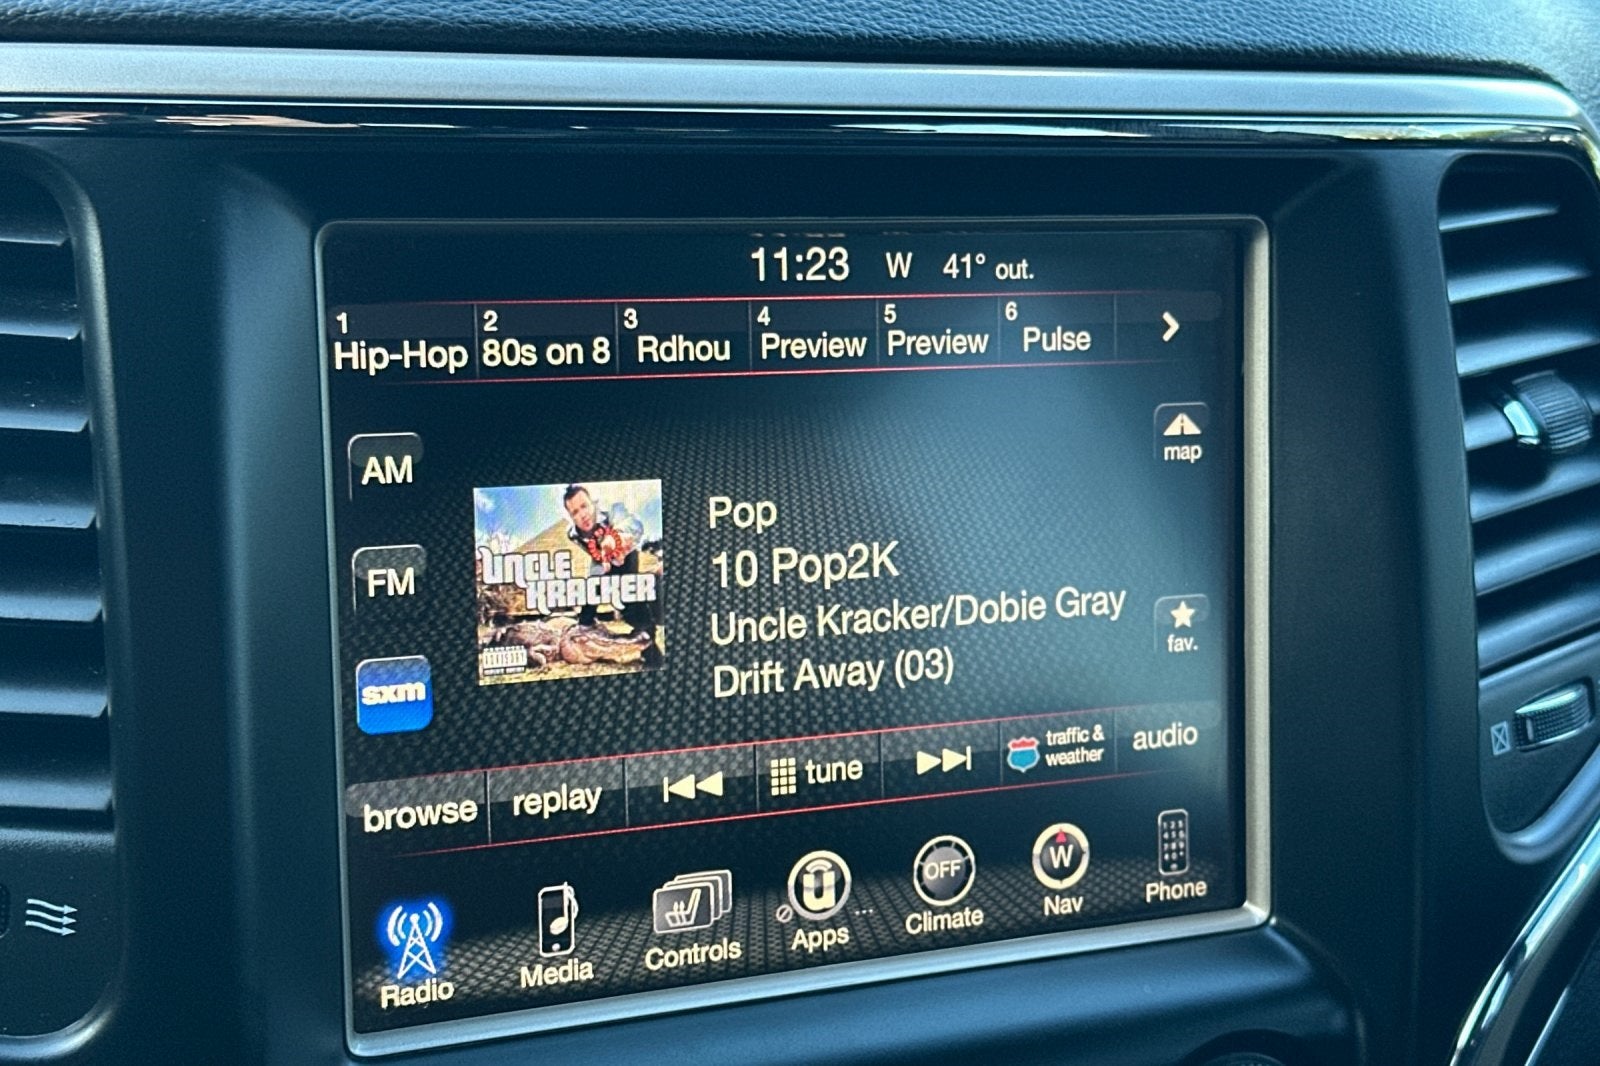 11:23 W 41° out.
1 2 3 4 5 6
Hip-Hop 80s on 8 Rdhou Preview Preview Pulse
map
AM
FM
sxm
UNCLE
KRACKER
ADVISORY
Pop
10 Pop2K
Uncle Kracker/Dobie Gray
Drift Away (03)
fav.
browse replay tune traffic & weather audio
OFF W
Radio Media Controls Apps Climate Nav Phone